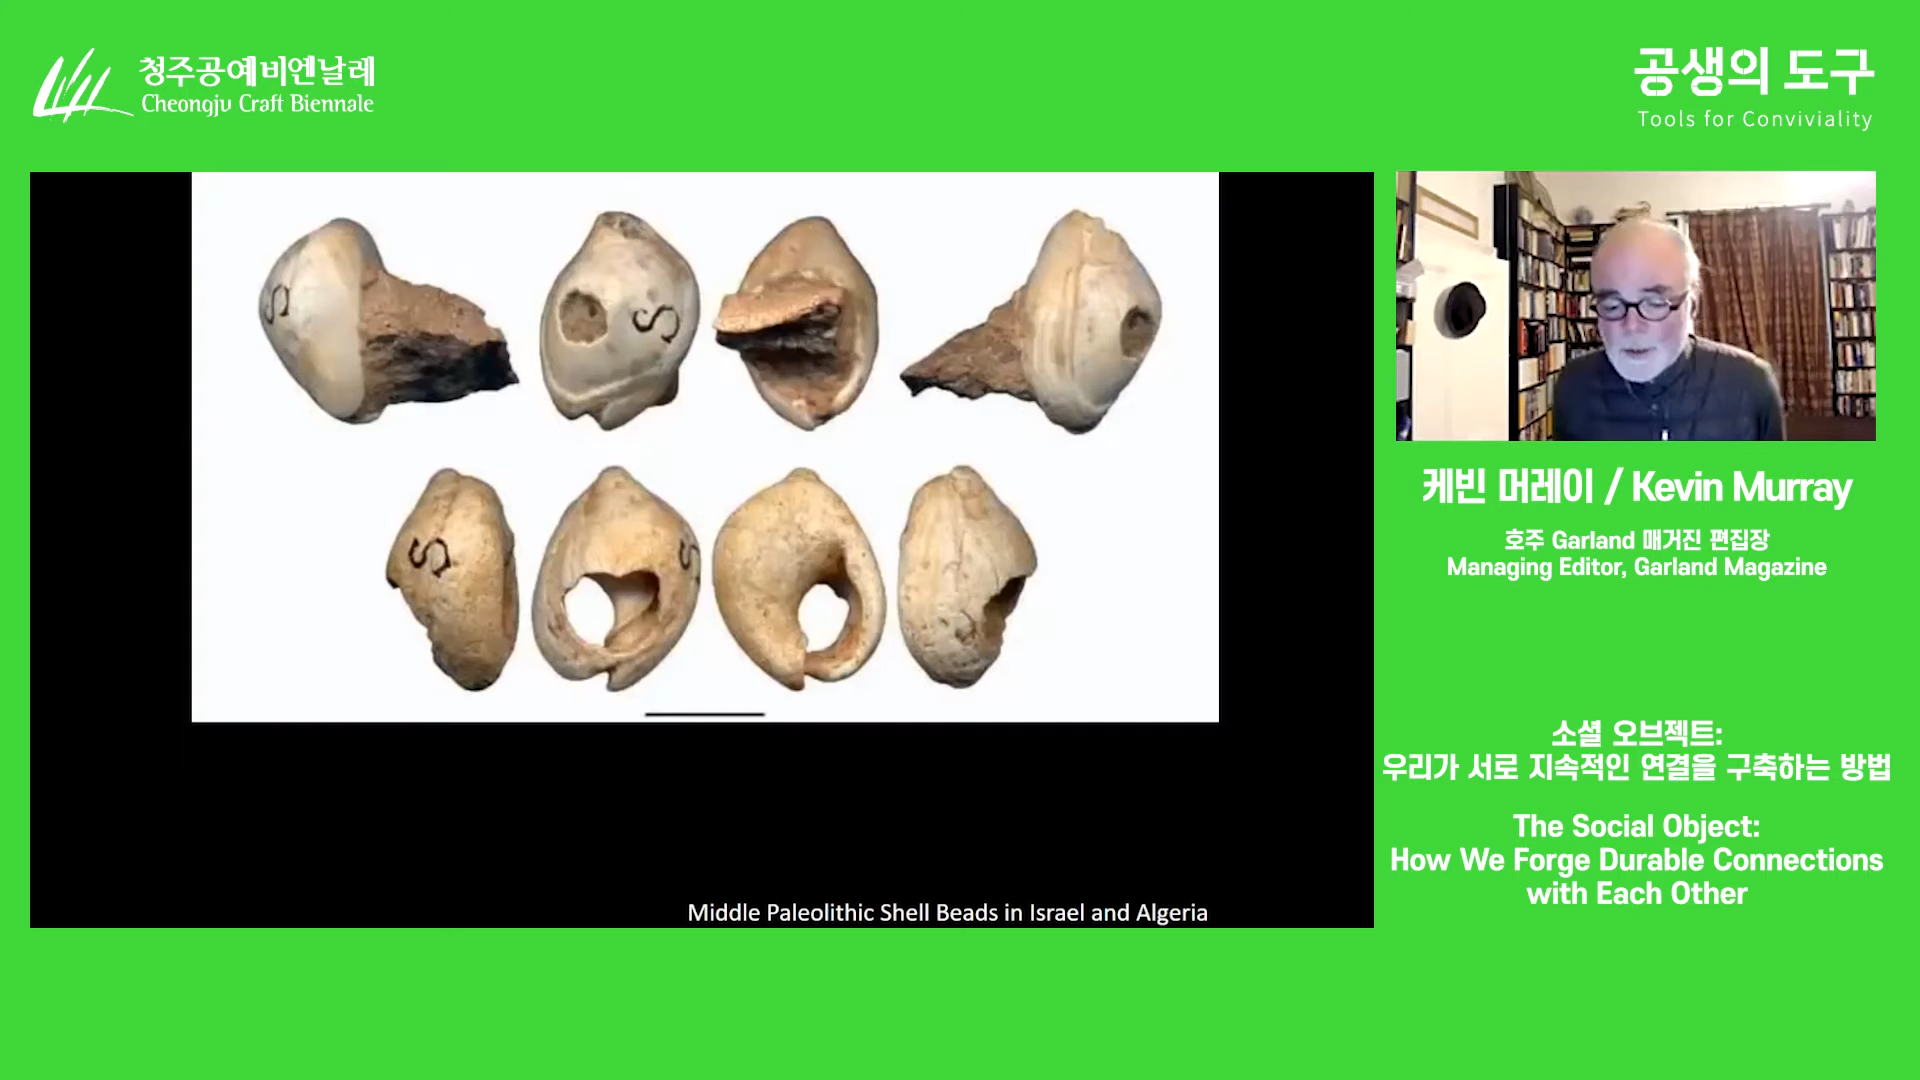 청주공예비엔날레
Cheongju Craft Biennale
공생의 도구
Tools for Conviviality
S
S
S
S
Middle Paleolithic Shell Beads in Israel and Algeria
케빈 머레이 / Kevin Murray
호주 Garland 매거진 편집장
Managing Editor, Garland Magazine
소셜 오브젝트:
우리가 서로 지속적인 연결을 구축하는 방법
The Social Object:
How We Forge Durable Connections
with Each Other